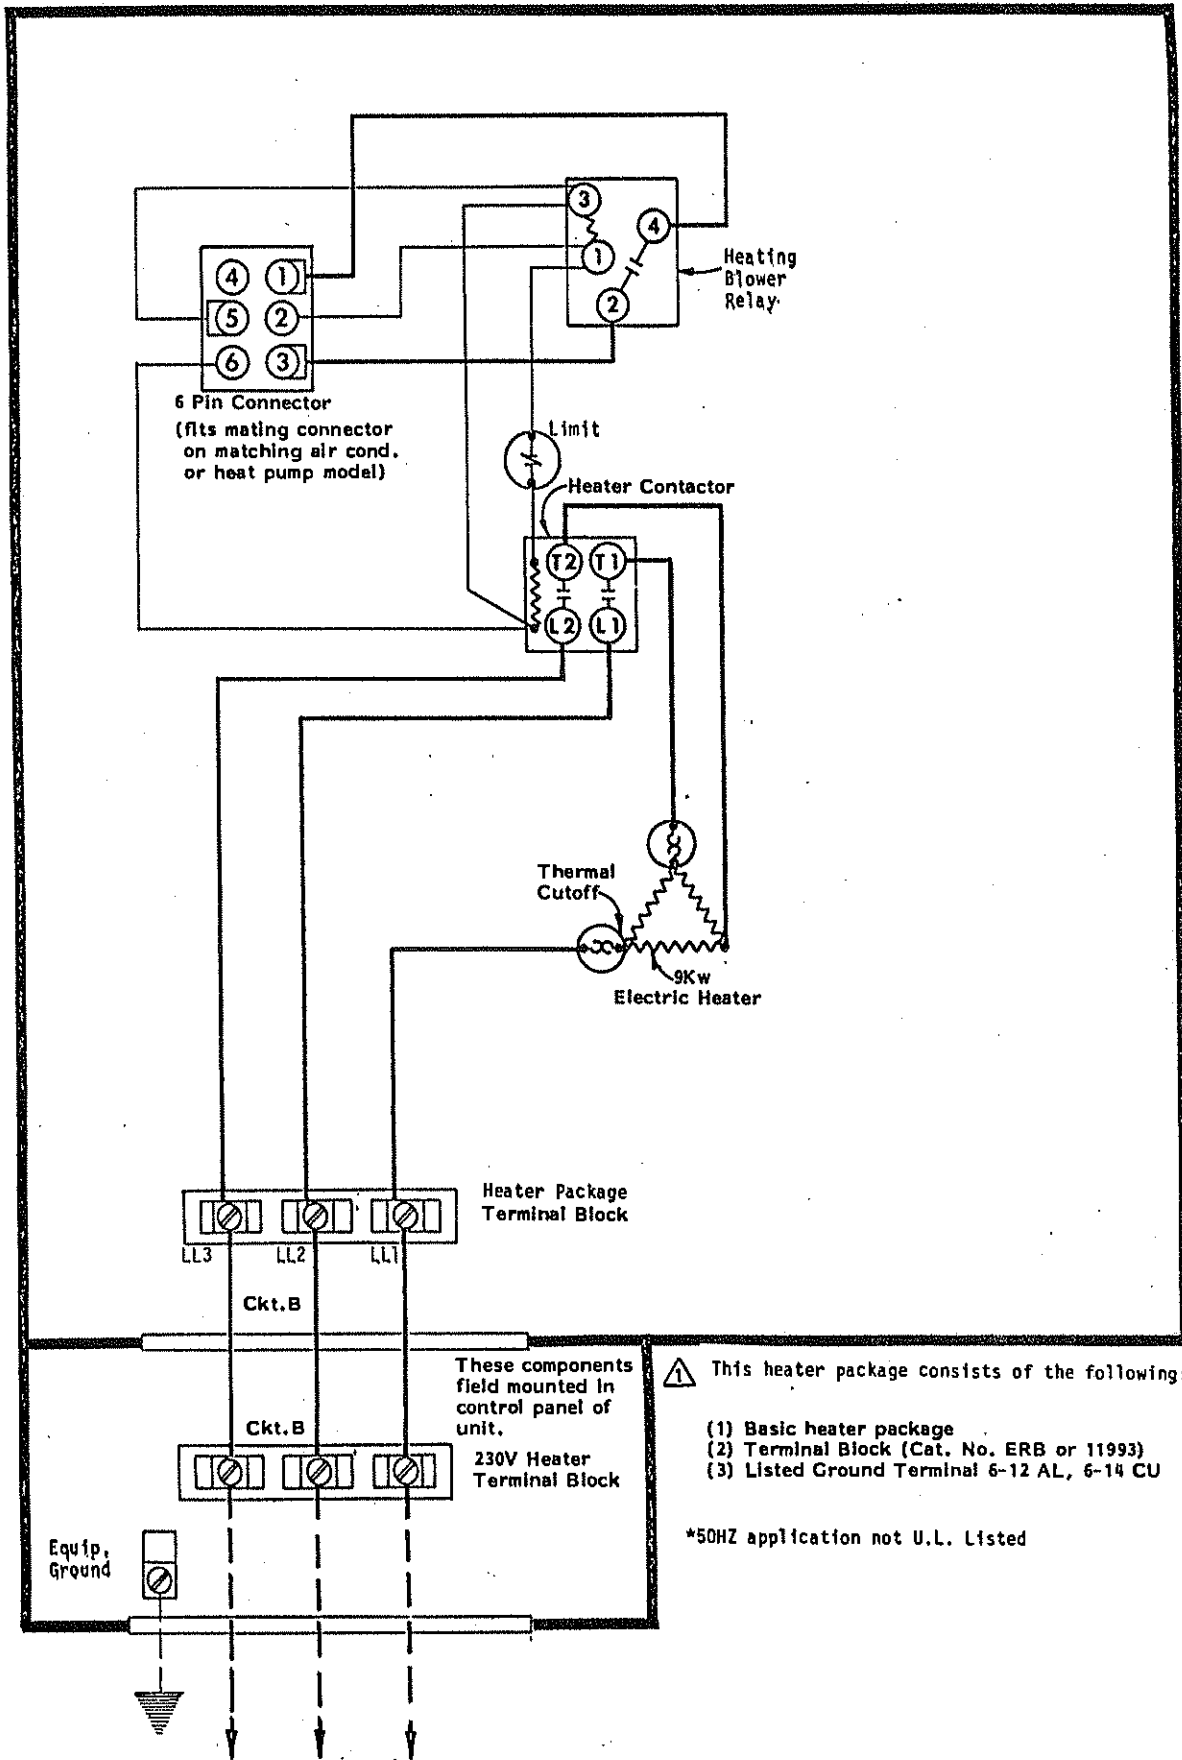 3
4
1
2
Heating
Blower
Relay
4 1
5 2
6 3
6 Pin Connector
(fits mating connector
on matching air cond.
or heat pump model)
Limit
Heater Contactor
T2 T1
L2 L1
Thermal
Cutoff
9Kw
Electric Heater
Heater Package
Terminal Block
LL3 LL2 LL1
Ckt.B
These components
field mounted in
control panel of
unit.
Ckt.B
230V Heater
Terminal Block
Equip.
Ground
1 This heater package consists of the following
(1) Basic heater package
(2) Terminal Block (Cat. No. ERB or 11993)
(3) Listed Ground Terminal 6-12 AL, 6-14 CU
*50HZ application not U.L. Listed